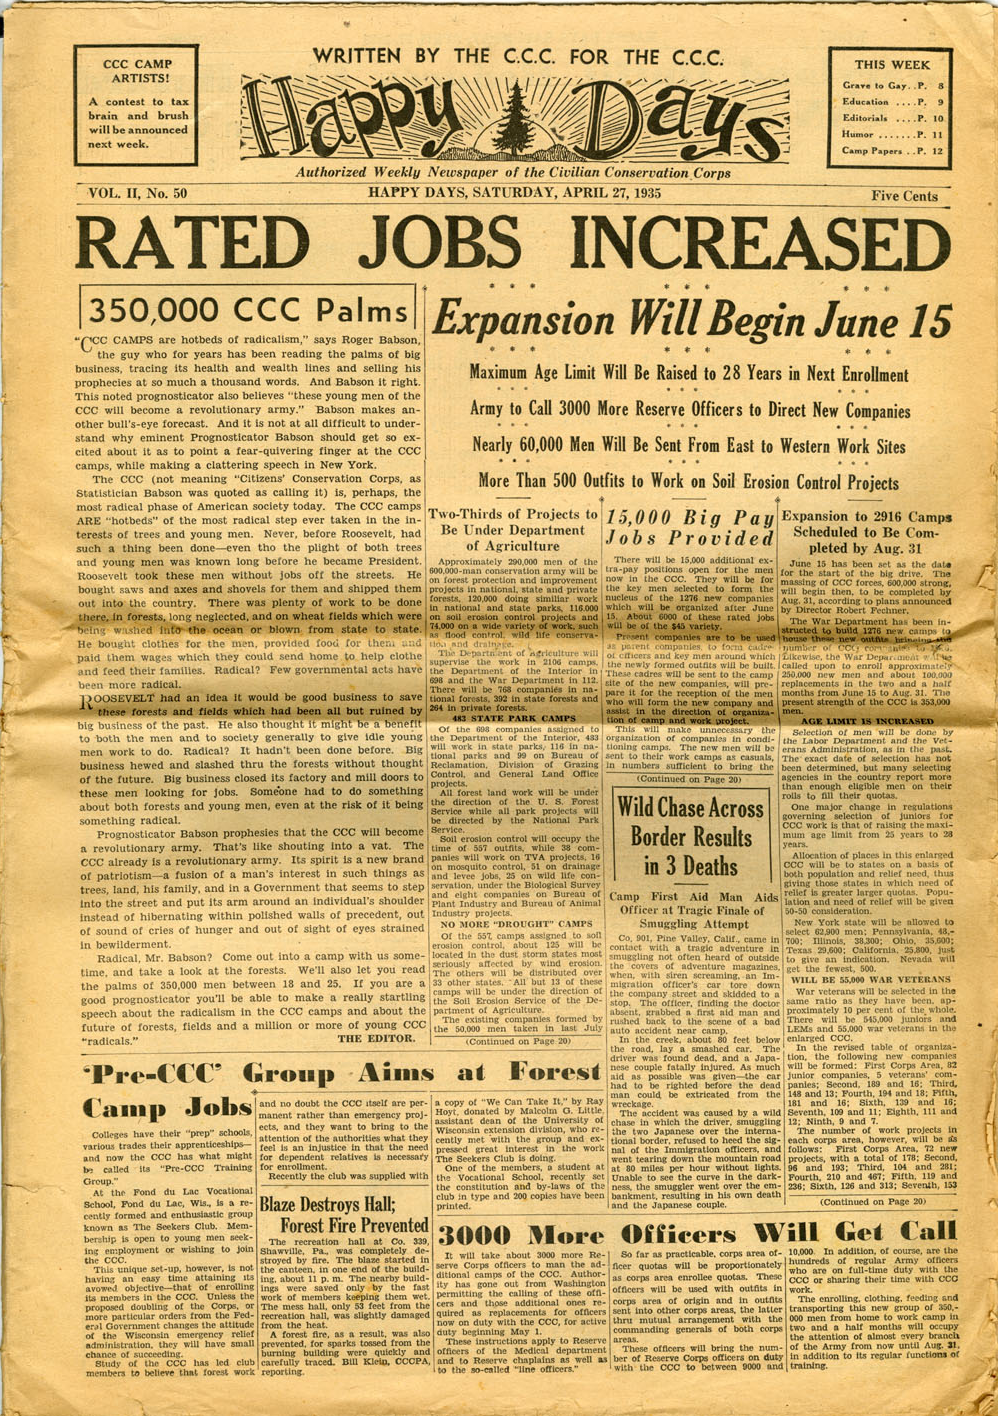 CCC CAMP
ARTISTS!
A contest to tax
brain and brush
will be announced
next week.
WRITTEN BY THE C.C.C. FOR THE C.C.C.
Happy Days
Authorized Weekly Newspaper of the Civilian Conservation Corps
THIS WEEK
Grave to Gay..P. 8
Education ....P. 9
Editorials ....P. 10
Humor .......P. 11
Camp Papers ..P. 12
VOL. II, No. 50
HAPPY DAYS, SATURDAY, APRIL 27, 1935
Five Cents
RATED JOBS INCREASED
350,000 CCC Palms
"CCC CAMPS are hotbeds of radicalism," says Roger Babson,
the guy who for years has been reading the palms of big
business, tracing its health and wealth lines and selling his
prophecies at so much a thousand words. And Babson it right.
This noted prognosticator also believes "these young men of the
CCC will become a revolutionary army." Babson makes an-
other bull's-eye forecast. And it is not at all difficult to under-
stand why eminent Prognosticator Babson should get so ex-
cited about it as to point a fear-quivering finger at the CCC
camps, while making a clattering speech in New York.
The CCC (not meaning "Citizens' Conservation Corps, as
Statistician Babson was quoted as calling it) is, perhaps, the
most radical phase of American society today. The CCC camps
ARE "hotbeds" of the most radical step ever taken in the in-
terests of trees and young men. Never, before Roosevelt, had
such a thing been done—even tho the plight of both trees
and young men was known long before he became President.
Roosevelt took these men without jobs off the streets. He
bought saws and axes and shovels for them and shipped them
out into the country. There was plenty of work to be done
there, in forests, long neglected, and on wheat fields which were
being washed into the ocean or blown from state to state.
He bought clothes for the men, provided food for them and
paid them wages which they could send home to help clothe
and feed their families. Radical? Few governmental acts have
been more radical.
ROOSEVELT had an idea it would be good business to save
these forests and fields which had been all but ruined by
big business of the past. He also thought it might be a benefit
to both the men and to society generally to give idle young
men work to do. Radical? It hadn't been done before. Big
business hewed and slashed thru the forests without thought
of the future. Big business closed its factory and mill doors to
these men looking for jobs. Someone had to do something
about both forests and young men, even at the risk of it being
something radical.
Prognosticator Babson prophesies that the CCC will become
a revolutionary army. That's like shouting into a vat. The
CCC already is a revolutionary army. Its spirit is a new brand
of patriotism—a fusion of a man's interest in such things as
trees, land, his family, and in a Government that seems to step
into the street and put its arm around an individual's shoulder
instead of hibernating within polished walls of precedent, out
of sound of cries of hunger and out of sight of eyes strained
in bewilderment.
Radical, Mr. Babson? Come out into a camp with us some-
time, and take a look at the forests. We'll also let you read
the palms of 350,000 men between 18 and 25. If you are a
good prognosticator you'll be able to make a really startling
speech about the radicalism in the CCC camps and about the
future of forests, fields and a million or more of young CCC
"radicals."
THE EDITOR.
Expansion Will Begin June 15
Maximum Age Limit Will Be Raised to 28 Years in Next Enrollment
Army to Call 3000 More Reserve Officers to Direct New Companies
Nearly 60,000 Men Will Be Sent From East to Western Work Sites
More Than 500 Outfits to Work on Soil Erosion Control Projects
Two-Thirds of Projects to
Be Under Department
of Agriculture
Approximately 290,000 men of the
600,000-man conservation army will be
on forest protection and improvement
projects in national, state and private
forests, 120,000 doing similar work
in national and state parks, 116,000
on soil erosion control projects and
74,000 on a wide variety of work, such
as flood control, wild life conserva-
tion and drainage.
The Department of Agriculture will
supervise the work in 2106 camps,
the Department of the Interior in
698 and the War Department in 112.
There will be 768 companies in na-
tional forests, 392 in state forests and
264 in private forests.
483 STATE PARK CAMPS
Of the 698 companies assigned to
the Department of the Interior, 483
will work in state parks, 116 in na-
tional parks and 99 on Bureau of
Reclamation, Division of Grazing
Control, and General Land Office
projects.
All forest land work will be under
the direction of the U. S. Forest
Service while all park projects will
be directed by the National Park
Service.
Soil erosion control will occupy the
time of 557 outfits, while 38 com-
panies will work on TVA projects, 16
on mosquito control, 51 on drainage
and levee jobs, 25 on wild life con-
servation, under the Biological Survey
and eight companies on Bureau of
Plant Industry and Bureau of Animal
Industry projects.
NO MORE "DROUGHT" CAMPS
Of the 557 camps assigned to soil
erosion control, about 125 will be
located in the dust storm states most
seriously affected by wind erosion.
The others will be distributed over
33 other states. All but 13 of these
camps will be under the direction of
the Soil Erosion Service of the De-
partment of Agriculture.
The existing companies formed by
the 50,000 men taken in last July
(Continued on Page 20)
15,000 Big Pay
Jobs Provided
There will be 15,000 additional ex-
tra-pay positions open for the men
now in the CCC. They will be for
the key men selected to form the
nucleus of the 1276 new companies
which will be organized after June
15. About 6000 of these rated jobs
will be of the $45 variety.
Present companies are to be used
as parent companies, to form cadres
of officers and key men around which
the newly formed outfits will be built.
These cadres will be sent to the camp
site of the new companies, will pre-
pare it for the reception of the men
who will form the new company and
assist in the direction of organiza-
tion of camp and work project.
This will make unnecessary the
organization of companies in condi-
tioning camps. The new men will be
sent to their work camps as casuals,
in numbers sufficient to bring the
(Continued on Page 20)
Wild Chase Across
Border Results
in 3 Deaths
Camp First Aid Man Aids
Officer at Tragic Finale of
Smuggling Attempt
Co, 901, Pine Valley, Calif., came in
contact with a tragic adventure in
smuggling not often heard of outside
the covers of adventure magazines,
when, with siren screaming, an Im-
migration officer's car tore down
the company street and skidded to a
stop. The officer, finding the doctor
absent, grabbed a first aid man and
rushed back to the scene of a bad
auto accident near camp.
In the creek, about 80 feet below
the road, lay a smashed car. The
driver was found dead, and a Japa-
nese couple fatally injured. As much
aid as possible was given—the car
had to be righted before the dead
man could be extricated from the
wreckage.
The accident was caused by a wild
chase in which the driver, smuggling
the two Japanese over the interna-
tional border, refused to heed the sig-
nal of the Immigration officers, and
went tearing down the mountain road
at 80 miles per hour without lights.
Unable to see the curve in the dark-
ness, the smuggler went over the em-
bankment, resulting in his own death
and the Japanese couple.
Expansion to 2916 Camps
Scheduled to Be Com-
pleted by Aug. 31
June 15 has been set as the date
for the start of the big drive. The
massing of CCC forces, 600,000 strong,
will begin then, to be completed by
Aug. 31, according to plans announced
by Director Robert Fechner.
The War Department has been in-
structed to build 1276 new camps to
house these new outfits, bringing the
number of CCC companies to
Likewise, the War Department will be
called upon to enroll approximately
250,000 new men and about 100,000
replacements in the two and a half
months from June 15 to Aug. 31. The
present strength of the CCC is 353,000
men.
AGE LIMIT IS INCREASED
Selection of men will be done by
the Labor Department and the Vet-
erans Administration, as in the past.
The exact date of selection has not
been determined, but many selecting
agencies in the country report more
than enough eligible men on their
rolls to fill their quotas.
One major change in regulations
governing selection of juniors for
CCC work is that of raising the maxi-
mum age limit from 25 years to 28
years.
Allocation of places in this enlarged
CCC will be to states on a basis of
both population and relief need, thus
giving those states in which need of
relief is greater larger quotas. Popu-
lation and need of relief will be given
50-50 consideration.
New York state will be allowed to
select 62,900 men; Pennsylvania, 48,-
700; Illinois, 38,300; Ohio, 35,600;
Texas, 29,600; California, 25,800, just
to give an indication. Nevada will
get the fewest, 500.
WILL BE 55,000 WAR VETERANS
War veterans will be selected in the
same ratio as they have been, ap-
proximately 10 per cent of the whole.
There will be 545,000 juniors and
LEMs and 55,000 war veterans in the
enlarged CCC.
In the revised table of organiza-
tion, the following new companies
will be formed: First Corps Area, 82
junior companies, 5 veterans' com-
panies; Second, 189 and 16; Third,
148 and 13; Fourth, 194 and 18; Fifth,
181 and 16; Sixth, 139 and 16;
Seventh, 109 and 11; Eighth, 111 and
12; Ninth, 9 and 7.
The number of work projects in
each corps area, however, will be as
follows: First Corps Area, 72 new
projects, with a total of 178; Second,
96 and 193; Third, 104 and 281;
Fourth, 210 and 467; Fifth, 119 and
236; Sixth, 126 and 313; Seventh, 153
(Continued on Page 20)
'Pre-CCC' Group Aims at Forest
Camp Jobs
Colleges have their "prep" schools,
various trades their apprenticeships—
and now the CCC has what might
be called its "Pre-CCC Training
Group."
At the Fond du Lac Vocational
School, Fond du Lac, Wis., is a re-
cently formed and enthusiastic group
known as The Seekers Club. Mem-
bership is open to young men seek-
ing employment or wishing to join
the CCC.
This unique set-up, however, is not
having an easy time attaining its
avowed objective—that of enrolling
its members in the CCC. Unless the
proposed doubling of the Corps, or
more particular orders from the Fed-
eral Government changes the attitude
of the Wisconsin emergency relief
administration, they will have small
chance of succeeding.
Study of the CCC has led club
members to believe that forest work
and no doubt the CCC itself are per-
manent rather than emergency proj-
ects, and they want to bring to the
attention of the authorities what they
feel is an injustice in that the need
for dependent relatives is necessary
for enrollment.
Recently the club was supplied with
a copy of "We Can Take It," by Ray
Hoyt, donated by Malcolm G. Little,
assistant dean of the University of
Wisconsin extension division, who re-
cently met with the group and ex-
pressed great interest in the work
The Seekers Club is doing.
One of the members, a student at
the Vocational School, recently set
the constitution and by-laws of the
club in type and 200 copies have been
printed.
Blaze Destroys Hall;
Forest Fire Prevented
The recreation hall at Co. 339,
Shawville, Pa., was completely de-
stroyed by fire. The blaze started in
the canteen, in one end of the build-
ing, about 11 p. m. The nearby build-
ings were saved only by the fast
work of members keeping them wet.
The mess hall, only 53 feet from the
recreation hall, was slightly damaged
from the heat.
A forest fire, as a result, was also
prevented, for sparks tossed from the
burning building were quickly and
carefully traced. Bill Klein, CCCPA,
reporting.
3000 More Officers Will Get Call
It will take about 3000 more Re-
serve Corps officers to man the ad-
ditional camps of the CCC. Author-
ity has gone out from Washington
permitting the calling of these offi-
cers and those additional ones re-
quired as replacements for officers
now on duty with the CCC, for active
duty beginning May 1.
These instructions apply to Reserve
officers of the Medical department
and to Reserve chaplains as well as
to the so-called "line officers."
So far as practicable, corps area of-
ficer quotas will be proportionately
as corps area enrollee quotas. These
officers will be used with outfits in
corps area of origin and in outfits
sent into other corps areas, the latter
thru mutual arrangement with the
commanding generals of both corps
areas.
These officers will bring the num-
ber of Reserve Corps officers on duty
with the CCC to between 9000 and
10,000. In addition, of course, are the
hundreds of regular Army officers
who are on full-time duty with the
CCC or sharing their time with CCC
work.
The enrolling, clothing, feeding and
transporting this new group of 350,-
000 men from home to work camp in
two and a half months will occupy
the attention of almost every branch
of the Army from now until Aug. 31,
in addition to its regular functions of
training.